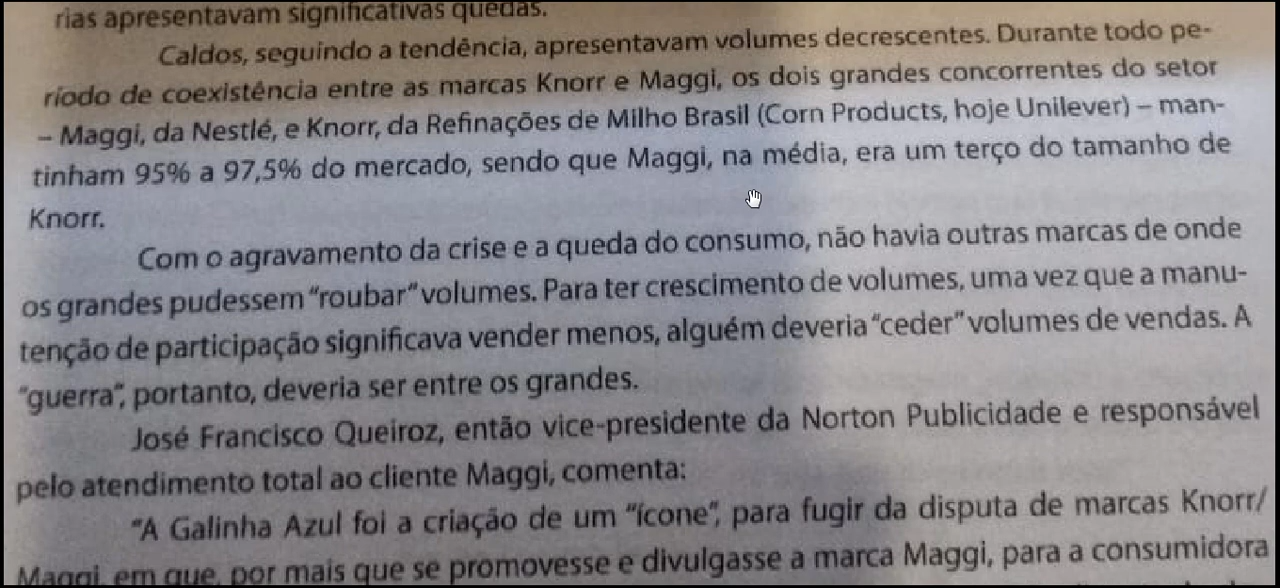 rias apresentavam significativas quedas.
Caldos, seguindo a tendência, apresentavam volumes decrescentes. Durante todo pe-
ríodo de coexistência entre as marcas Knorr e Maggi, os dois grandes concorrentes do setor
– Maggi, da Nestlé, e Knorr, da Refinações de Milho Brasil (Corn Products, hoje Unilever) – man-
tinham 95% a 97,5% do mercado, sendo que Maggi, na média, era um terço do tamanho de
Knorr.
Com o agravamento da crise e a queda do consumo, não havia outras marcas de onde
os grandes pudessem “roubar” volumes. Para ter crescimento de volumes, uma vez que a manu-
tenção de participação significava vender menos, alguém deveria “ceder” volumes de vendas. A
“guerra”, portanto, deveria ser entre os grandes.
José Francisco Queiroz, então vice-presidente da Norton Publicidade e responsável
pelo atendimento total ao cliente Maggi, comenta:
“A Galinha Azul foi a criação de um “ícone”, para fugir da disputa de marcas Knorr/
Maggi, em que, por mais que se promovesse e divulgasse a marca Maggi, para a consumidora